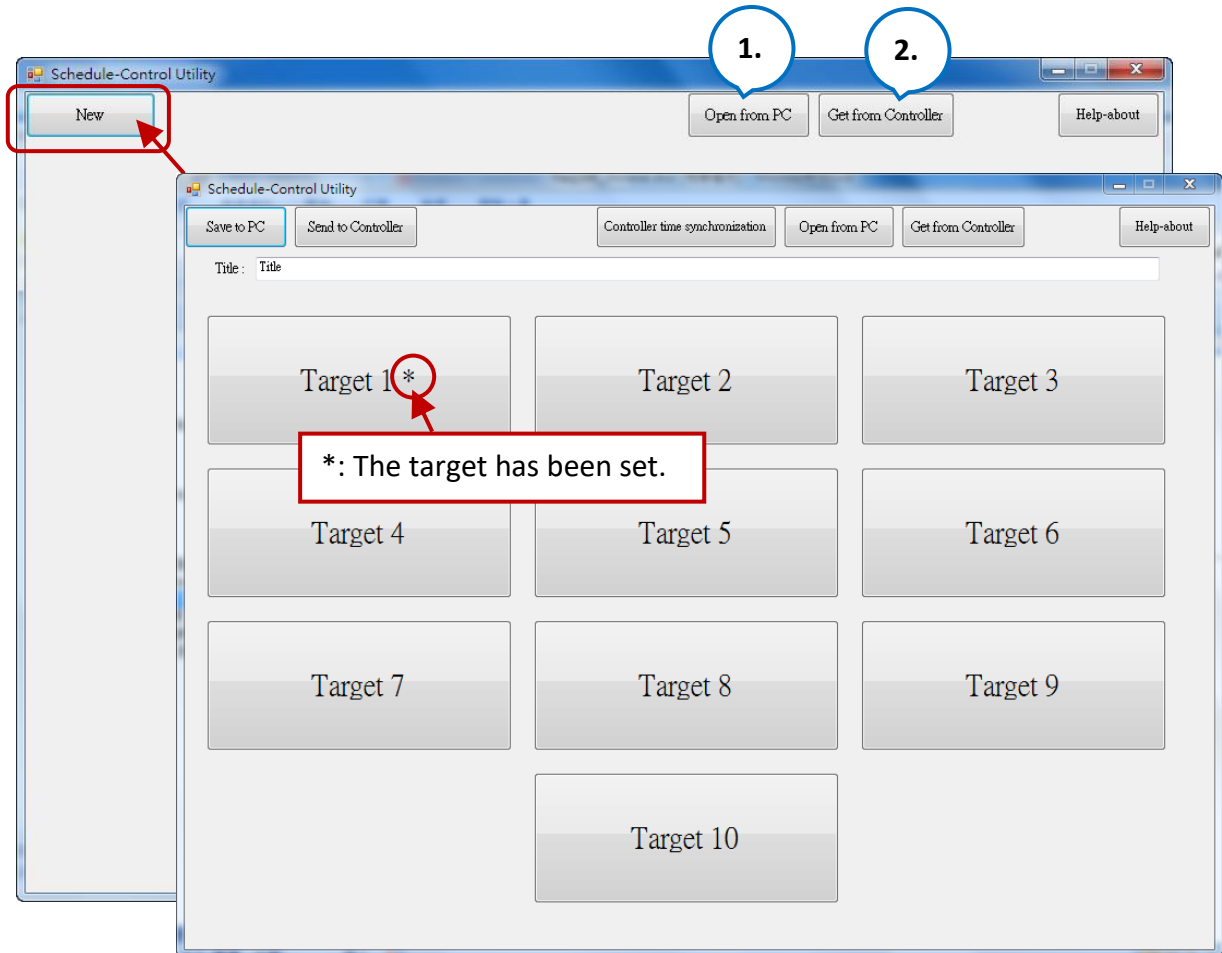 1.
2.
Schedule-Control Utility
New
Open from PC
Get from Controller
Help-about
Schedule-Control Utility
Save to PC
Send to Controller
Controller time synchronization
Open from PC
Get from Controller
Help-about
Title : Title
Target 1 *
Target 2
Target 3
*: The target has been set.
Target 4
Target 5
Target 6
Target 7
Target 8
Target 9
Target 10